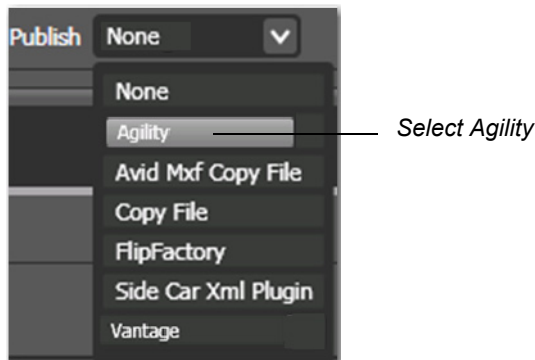 Publish None
None
Agility
Select Agility
Avid Mxf Copy File
Copy File
FlipFactory
Side Car Xml Plugin
Vantage